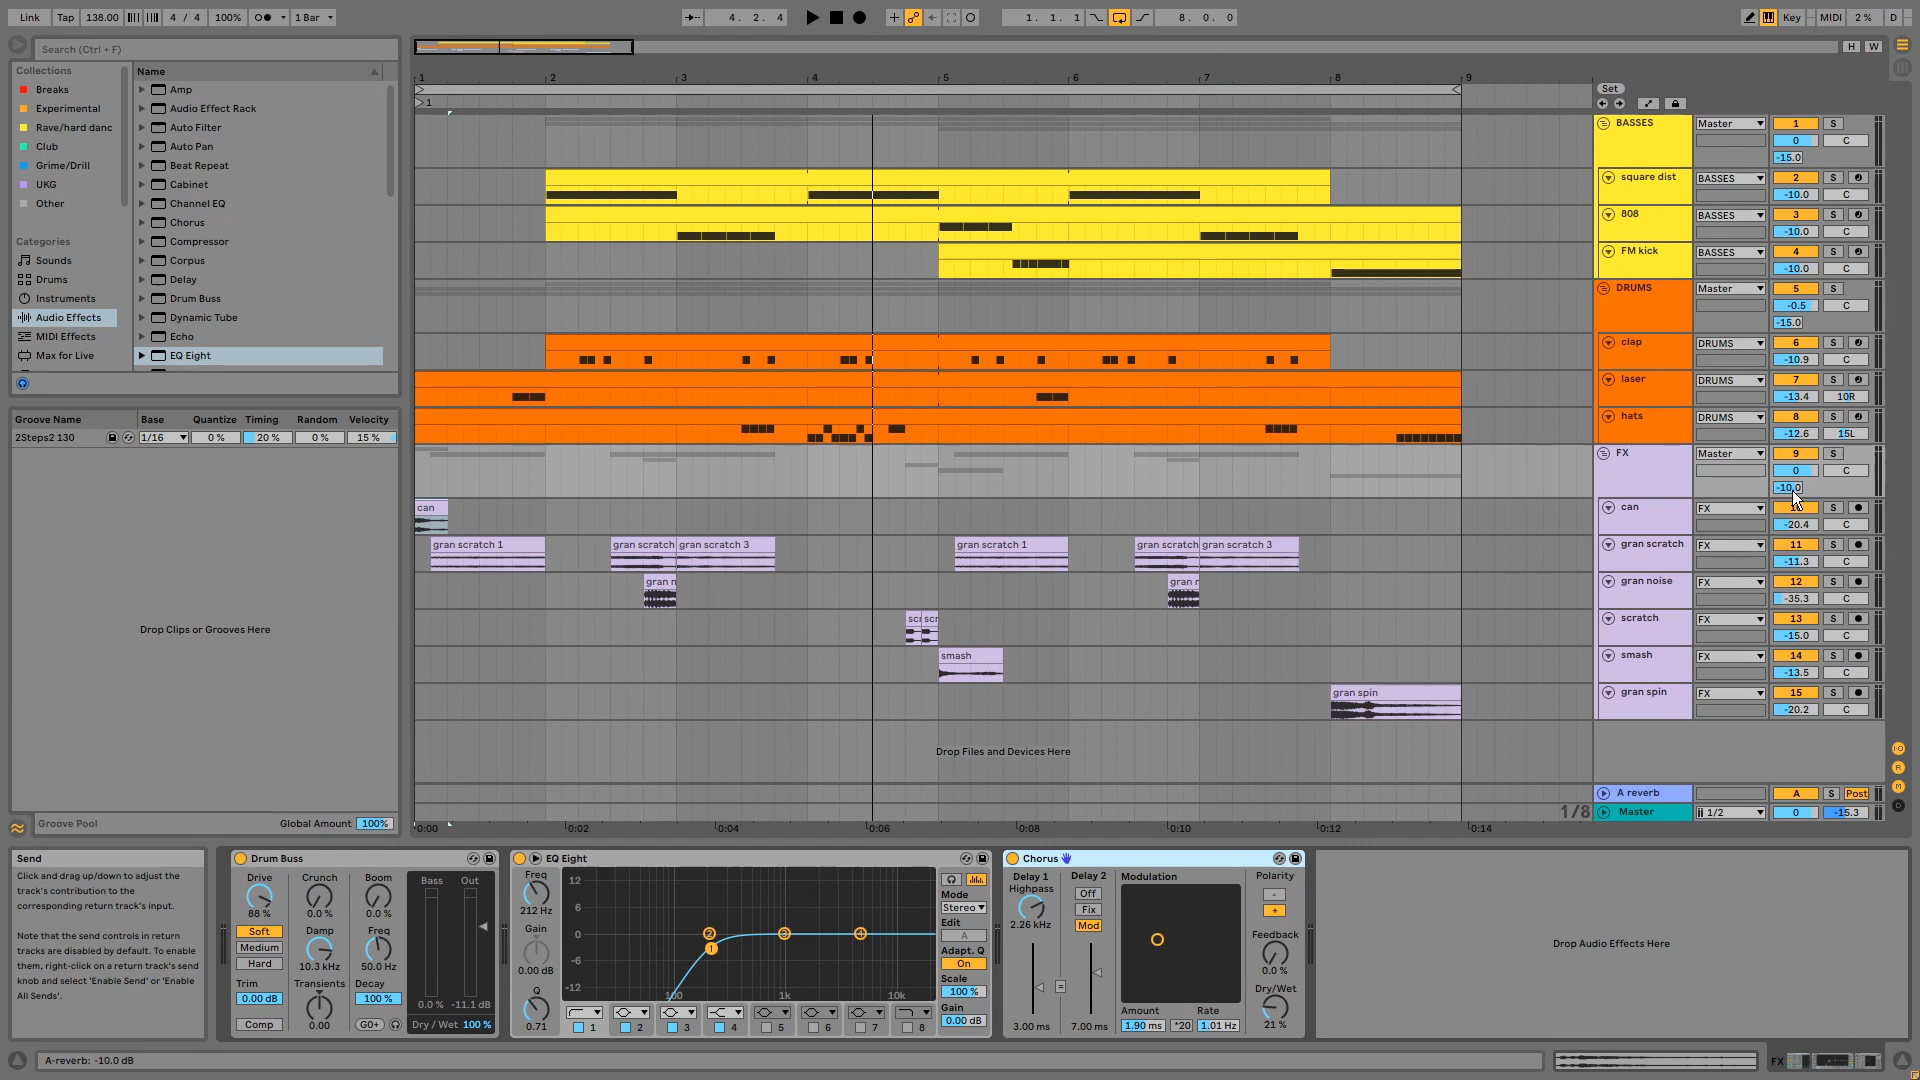 Link Tap 138.00 4 / 4 100% 1 Bar 4. 2. 4 1. 1. 1 8. 0. 0 Key MIDI 2 % D
Search (Ctrl + F)
H W
Collections
Breaks
Experimental
Rave/hard danc
Club
Grime/Drill
UKG
Other
Categories
Sounds
Drums
Instruments
Audio Effects
MIDI Effects
Max for Live
Name
Amp
Audio Effect Rack
Auto Filter
Auto Pan
Beat Repeat
Cabinet
Channel EQ
Chorus
Compressor
Corpus
Delay
Drum Buss
Dynamic Tube
Echo
EQ Eight
Groove Name Base Quantize Timing Random Velocity
2Steps2 130 1/16 0 % 20 % 0 % 15 %
Drop Clips or Grooves Here
Groove Pool Global Amount 100%
1 2 3 4 5 6 7 8 9
1
Set
BASSES Master 1 S
0 C
-15.0
square dist BASSES 2 S
-10.0 C
808 BASSES 3 S
-10.0 C
FM kick BASSES 4 S
-10.0 C
DRUMS Master 5 S
-0.5 C
-15.0
clap DRUMS 6 S
-10.9 C
laser DRUMS 7 S
-13.4 10R
hats DRUMS 8 S
-12.6 15L
FX Master 9 S
0 C
-10.0
can can FX S
-20.4 C
gran scratch 1 gran scratch gran scratch 3 gran scratch 1 gran scratch gran scratch 3 gran scratch FX 11 S
-11.3 C
gran n gran n gran noise FX 12 S
-35.3 C
scr scr scratch FX 13 S
-15.0 C
smash smash FX 14 S
-13.5 C
gran spin gran spin FX 15 S
-20.2 C
Drop Files and Devices Here
A reverb A S Post
1/8 Master 1/2 0 -15.3
0:00 0:02 0:04 0:06 0:08 0:10 0:12 0:14
Send
Click and drag up/down to adjust the
track's contribution to the
corresponding return track's input.
Note that the send controls in return
tracks are disabled by default. To enable
them, right-click on a return track's send
knob and select 'Enable Send' or 'Enable
All Sends'.
Drum Buss
Drive Crunch Boom
88 % 0.0 % 0.0 %
Soft Damp Freq
Medium
Hard 10.3 kHz 50.0 Hz
Trim Transients Decay
0.00 dB 100 %
Comp 0.00 G0
Bass Out
0.0 % -11.1 dB
Dry / Wet 100 %
EQ Eight
Freq
212 Hz
Gain
0.00 dB
Q
0.71
12
6
0
-6
-12
100 1k 10k
1 2 3 4
1 2 3 4 5 6 7 8
Mode
Stereo
Edit
A
Adapt. Q
On
Scale
100 %
Gain
0.00 dB
Chorus
Delay 1
Highpass
2.26 kHz
3.00 ms
Delay 2
Off
Fix
Mod
7.00 ms
Modulation
Amount Rate
1.90 ms *20 1.01 Hz
Polarity
-
+
Feedback
0.0 %
Dry/Wet
21 %
Drop Audio Effects Here
A-reverb: -10.0 dB
FX